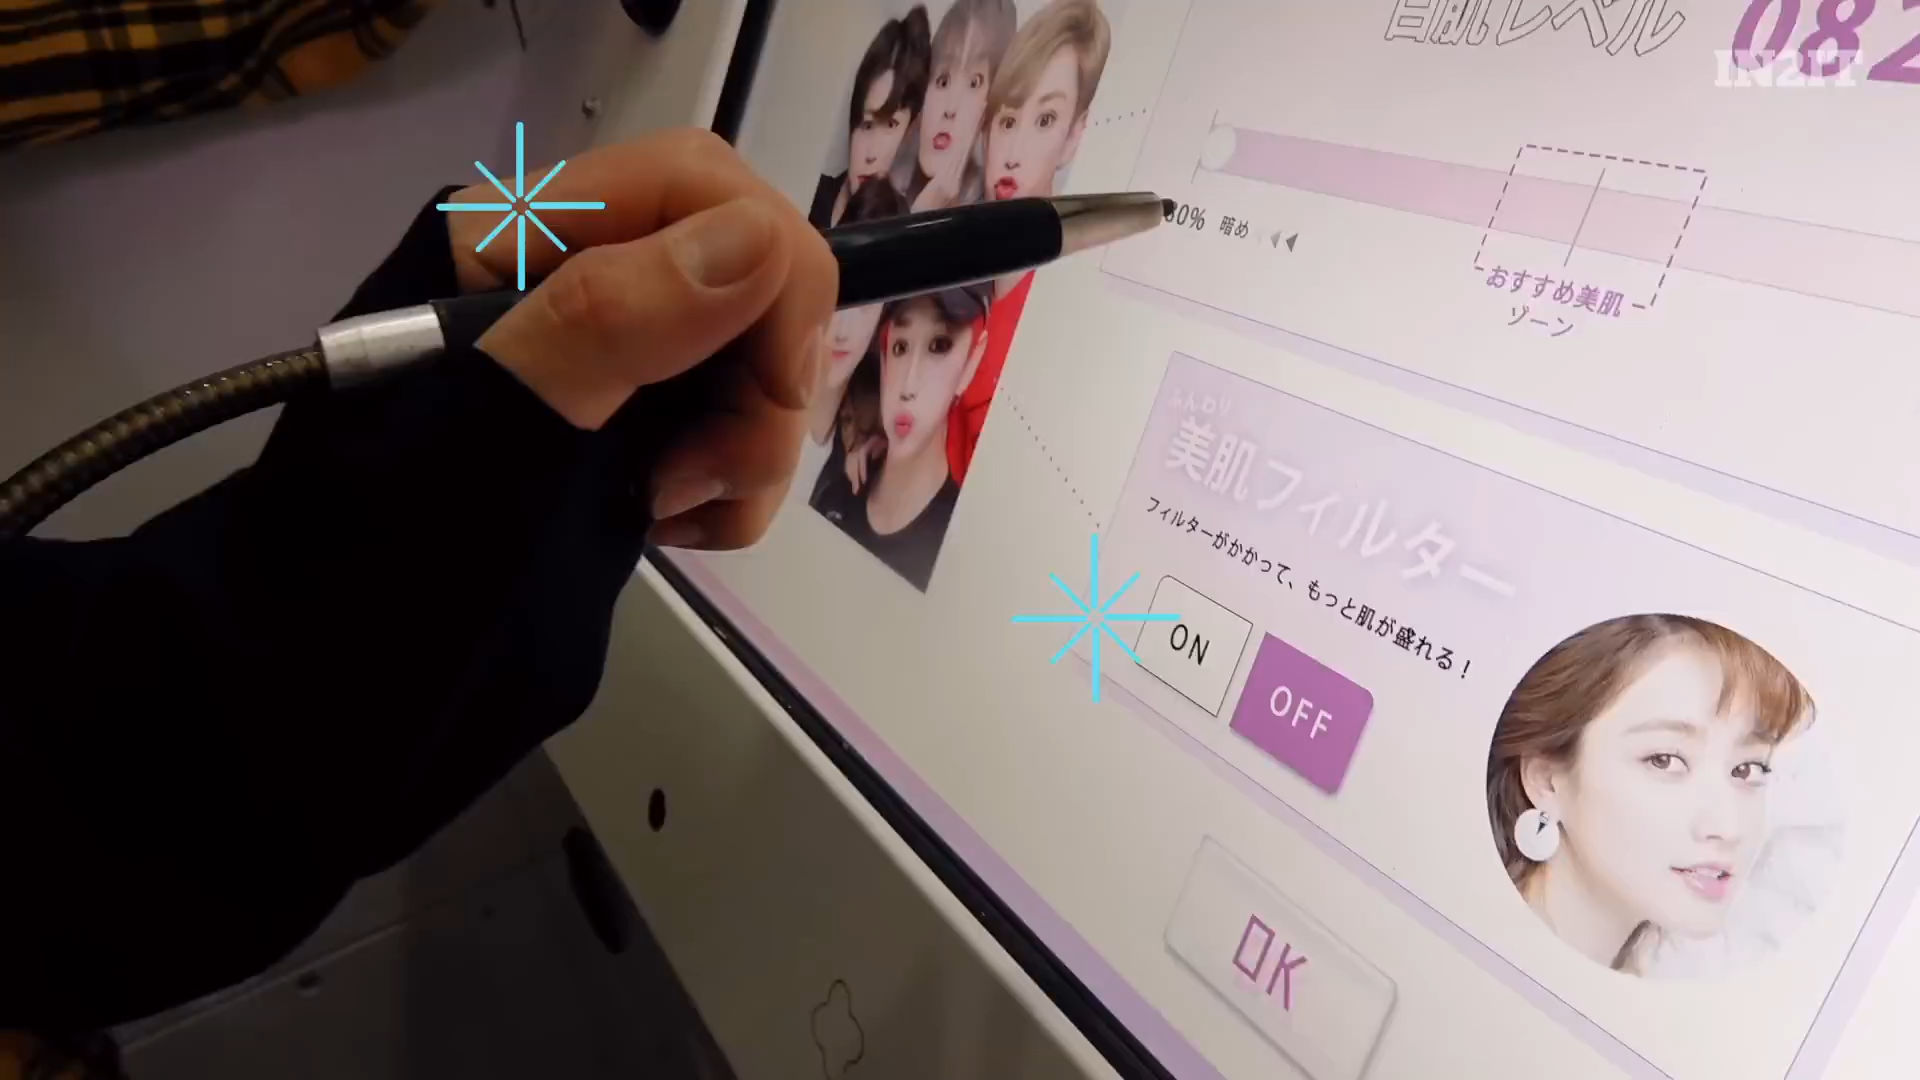 白肌レベル
082
IN2IT
80% 暗め
おすすめ美肌
ゾーン
ふんわり
美肌フィルター
フィルターがかかって、もっと肌が盛れる！
ON
OFF
OK